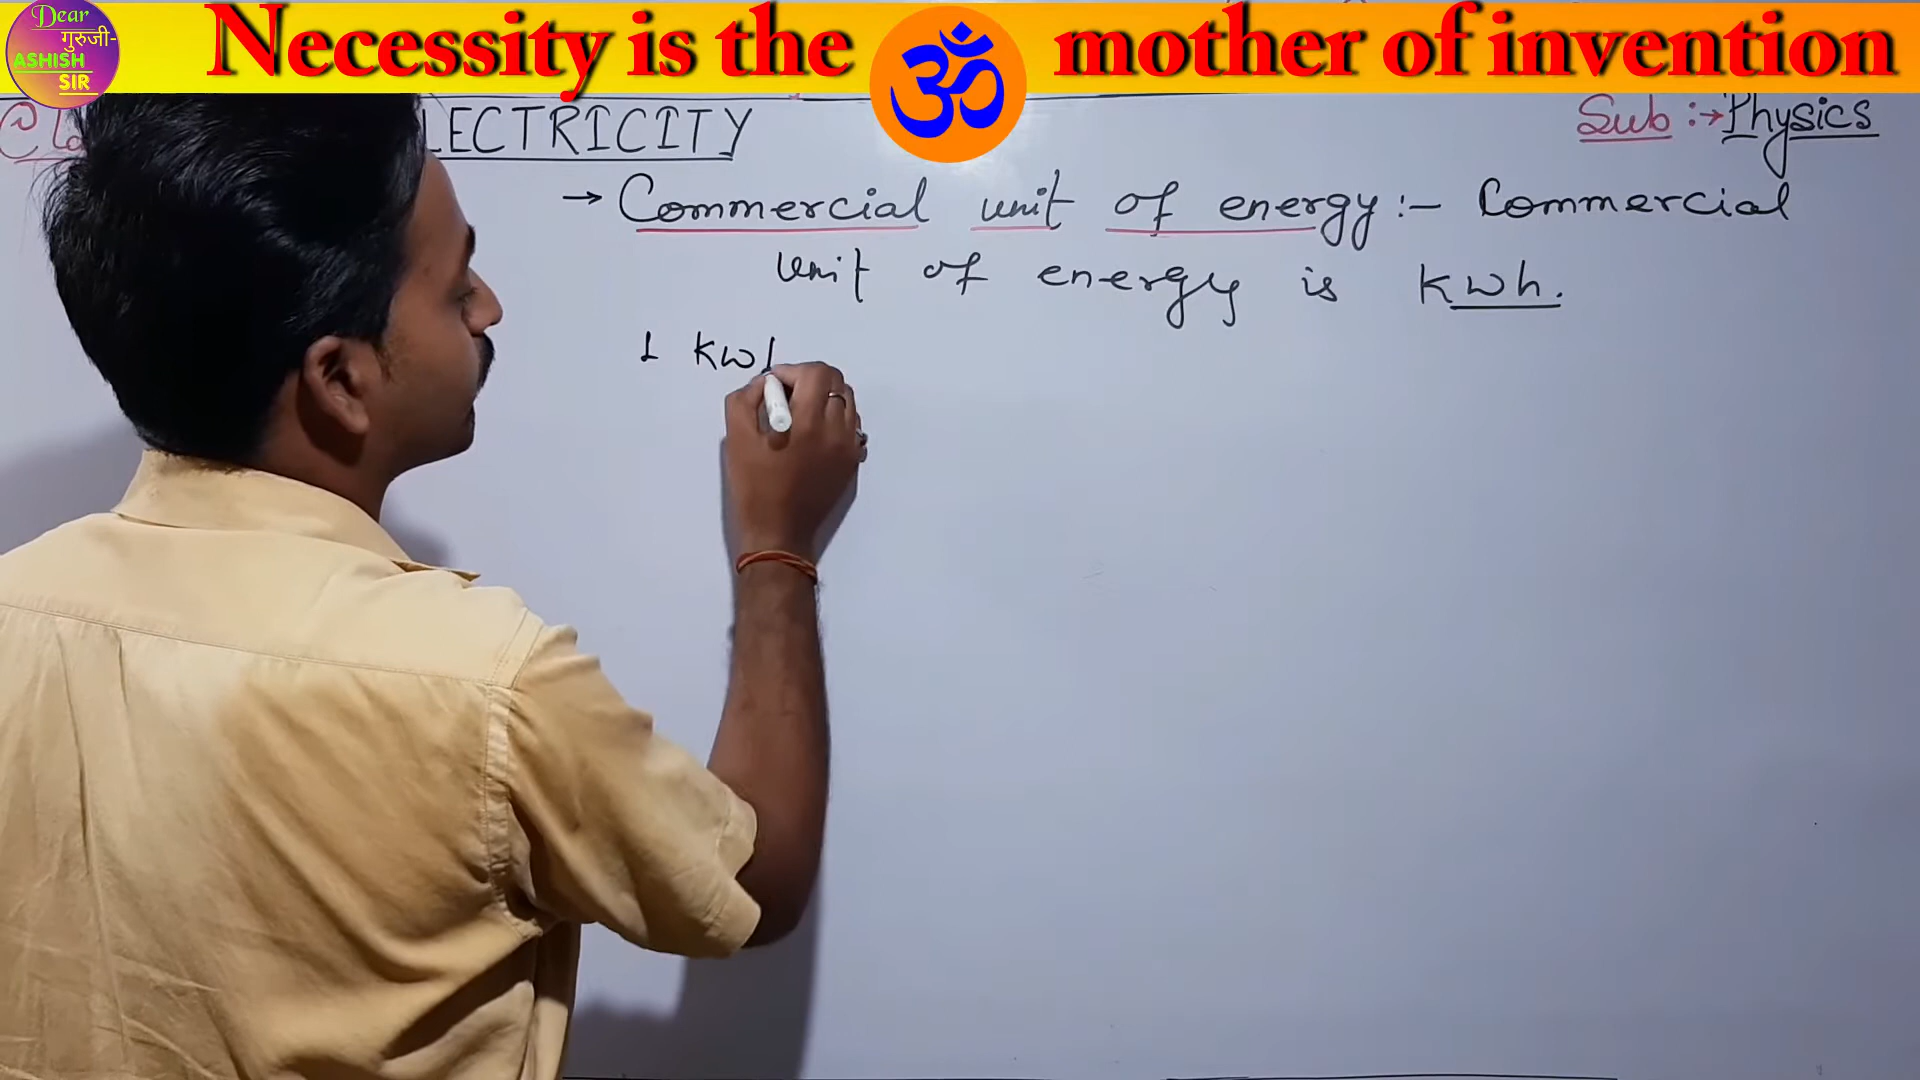 Dear
गुरुजी-
ASHISH
SIR
Necessity is the ॐ mother of invention
LECTRICITY
Sub :→ Physics
→ Commercial unit of energy :- Commercial
unit of energy is kwh.
1 kw